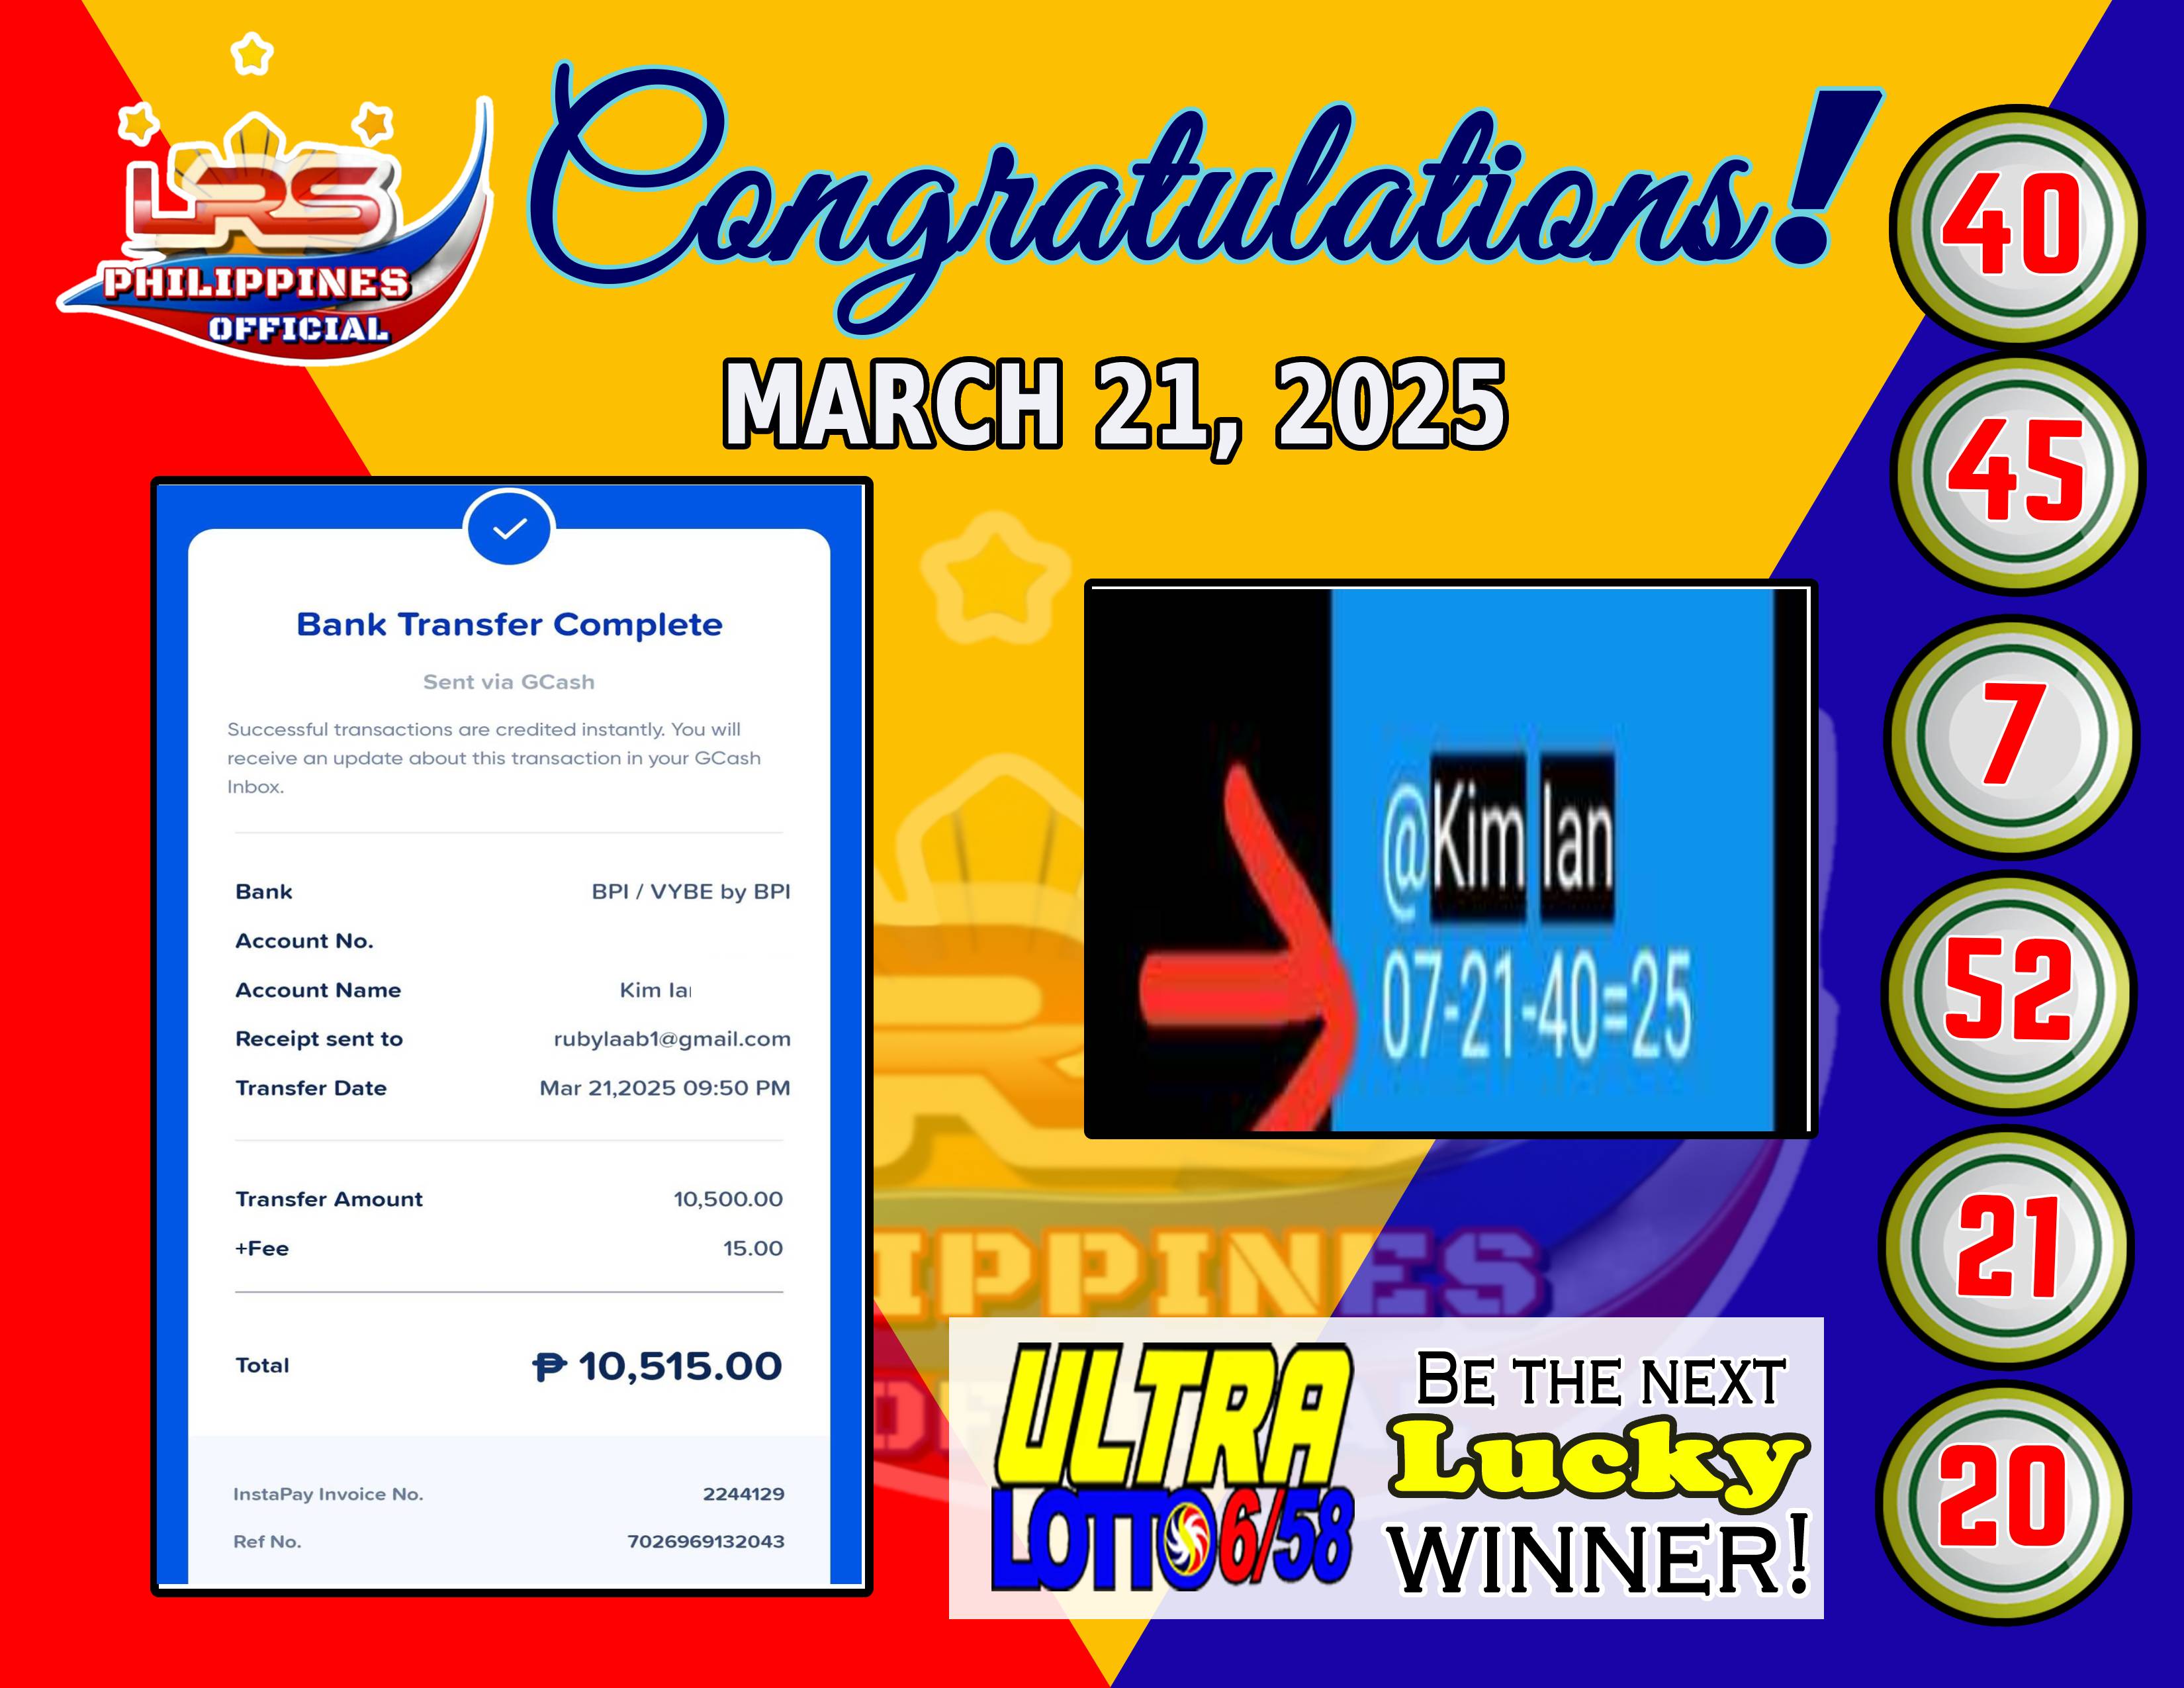 LRS
PHILIPPINES
OFFICIAL
Congratulations!
MARCH 21, 2025
Bank Transfer Complete
Sent via GCash
Successful transactions are credited instantly. You will
receive an update about this transaction in your GCash
Inbox.
Bank BPI / VYBE by BPI
Account No.
Account Name Kim Ia
Receipt sent to rubylaab1@gmail.com
Transfer Date Mar 21,2025 09:50 PM
Transfer Amount 10,500.00
+Fee 15.00
Total ₱ 10,515.00
InstaPay Invoice No. 2244129
Ref No. 7026969132043
@Kim Ian
07-21-40=25
ULTRA
LOTTO 6/58
BE THE NEXT
Lucky
WINNER!
40
45
7
52
21
20